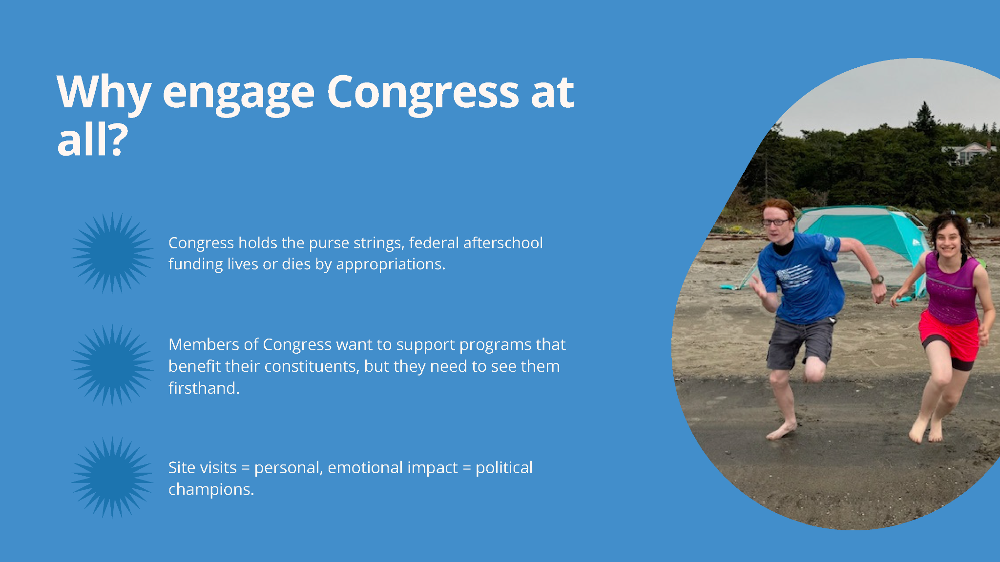 Why engage Congress at
all?
Congress holds the purse strings, federal afterschool
funding lives or dies by appropriations.
Members of Congress want to support programs that
benefit their constituents, but they need to see them
firsthand.
Site visits = personal, emotional impact = political
champions.